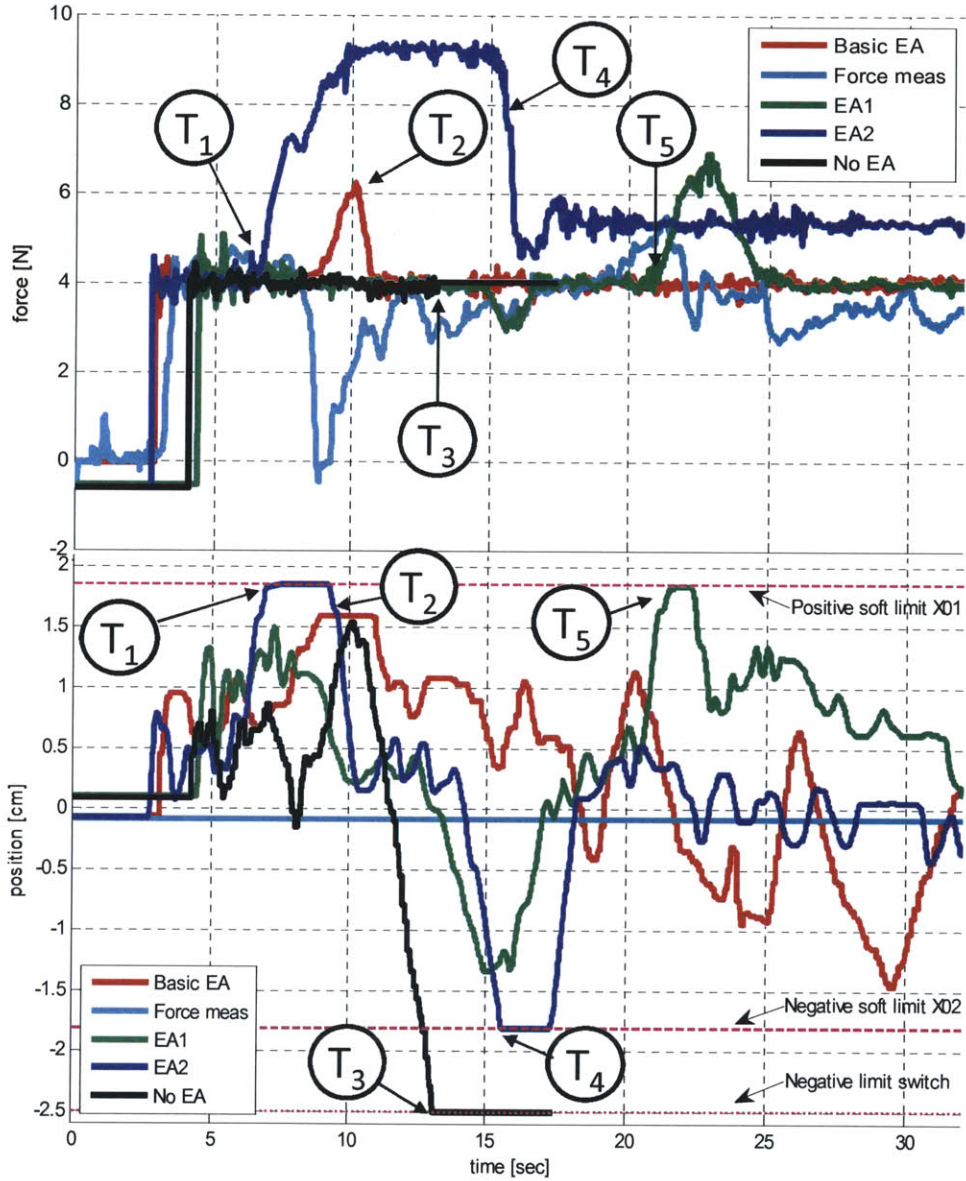 10
8
6
4
2
0
-2
force [N]
T1
T2
T3
T4
T5
Basic EA
Force meas
EA1
EA2
No EA
2
1.5
1
0.5
0
-0.5
-1
-1.5
-2
-2.5
position [cm]
T1
T2
T5
Positive soft limit X01
Basic EA
Force meas
EA1
EA2
No EA
T3
T4
Negative soft limit X02
Negative limit switch
0
5
10
15
20
25
30
time [sec]